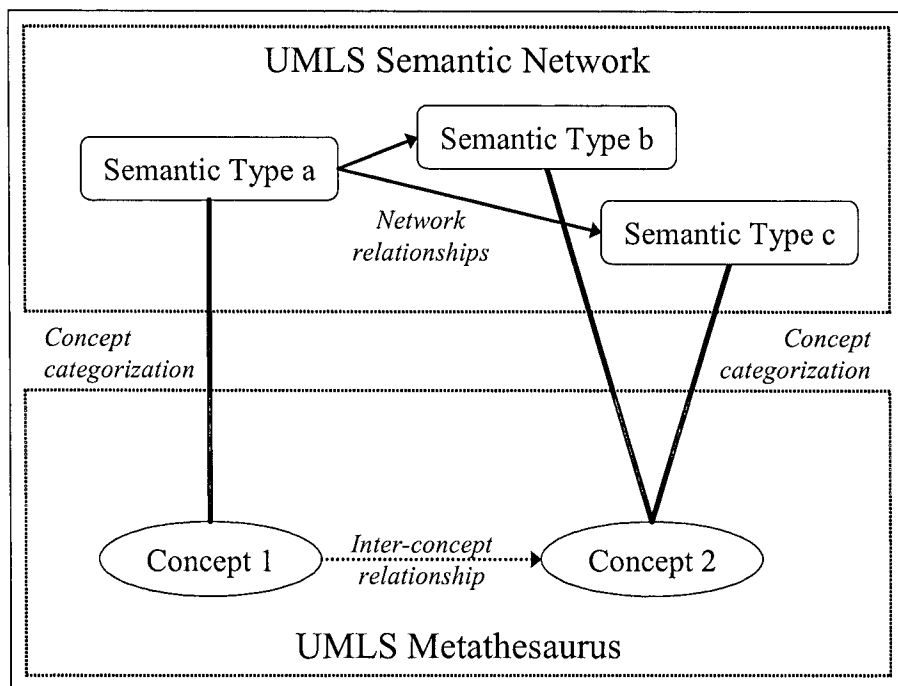 UMLS Semantic Network
Semantic Type b
Semantic Type a
Network
relationships
Semantic Type c
Concept
categorization
Concept
categorization
Inter-concept
relationship
Concept 1
Concept 2
UMLS Metathesaurus